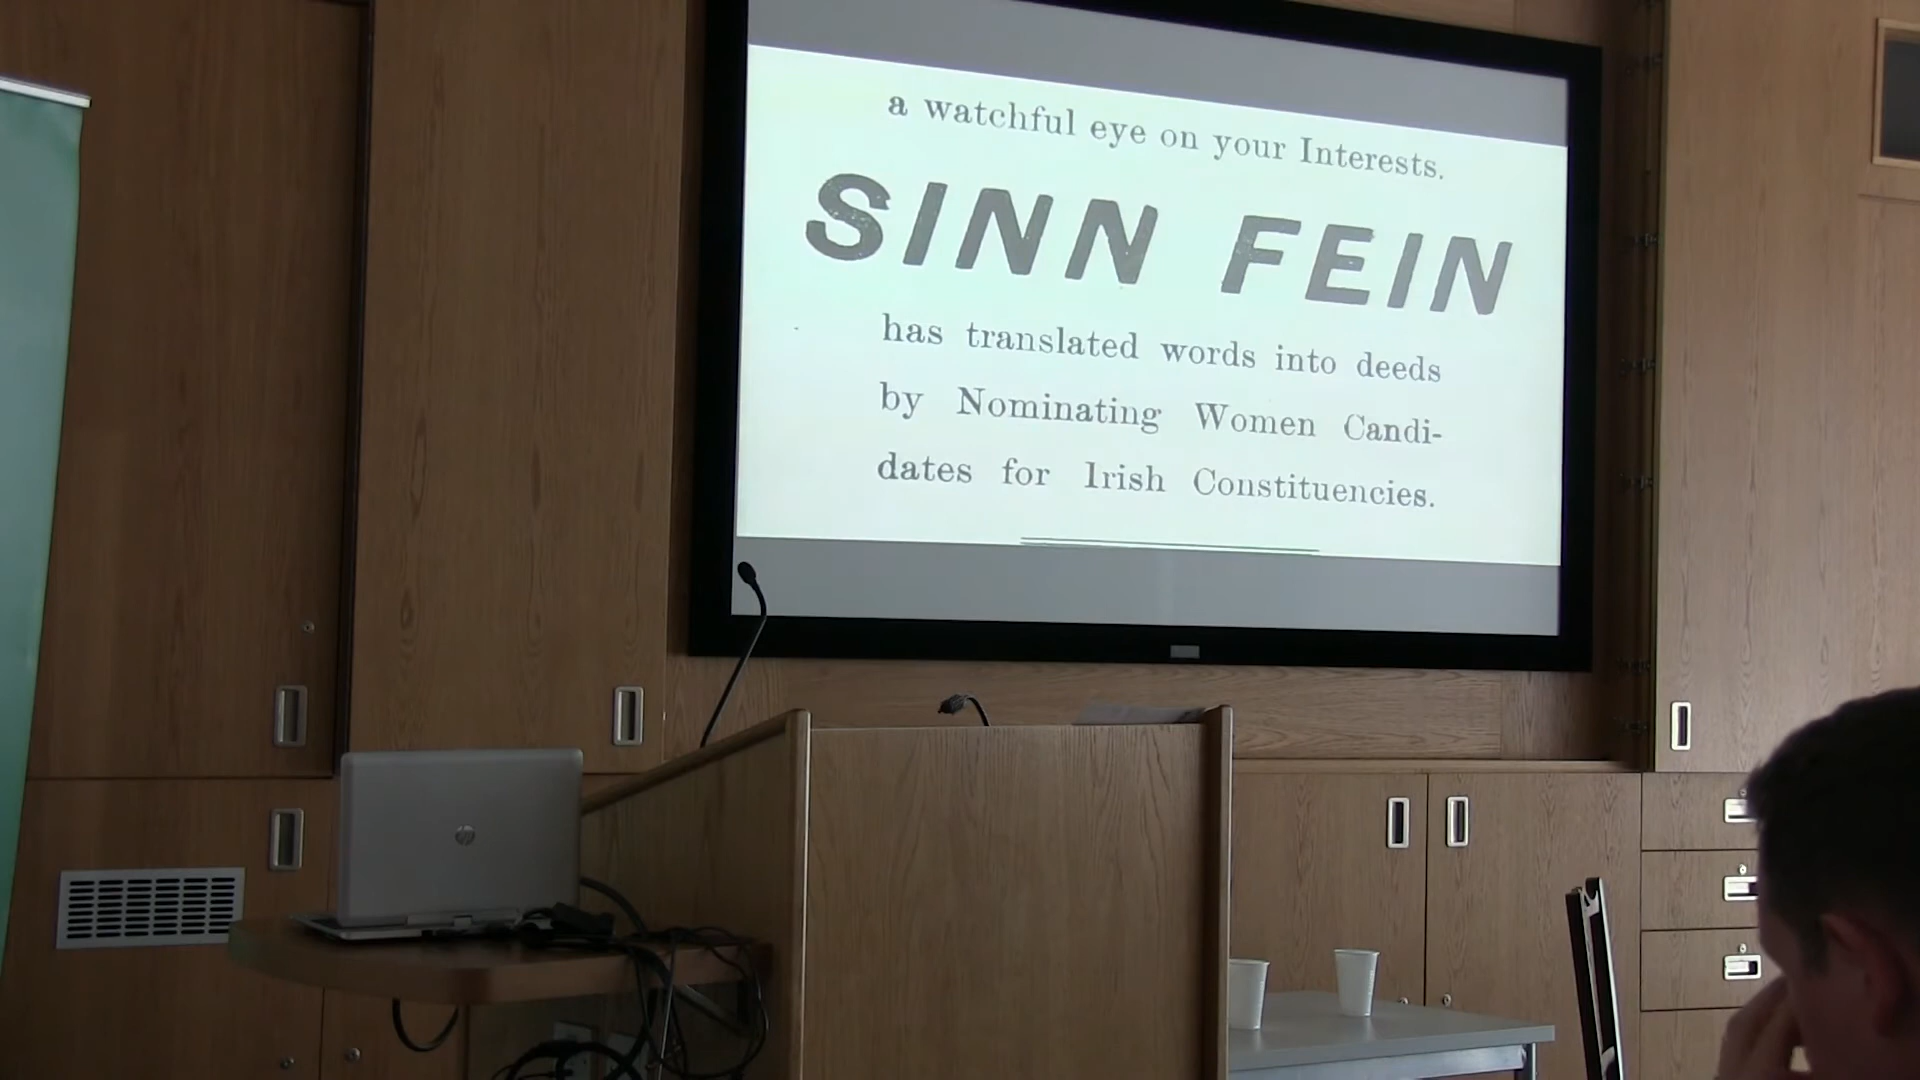 a watchful eye on your Interests.
SINN FEIN
has translated words into deeds
by Nominating Women Candi-
dates for Irish Constituencies.
hp